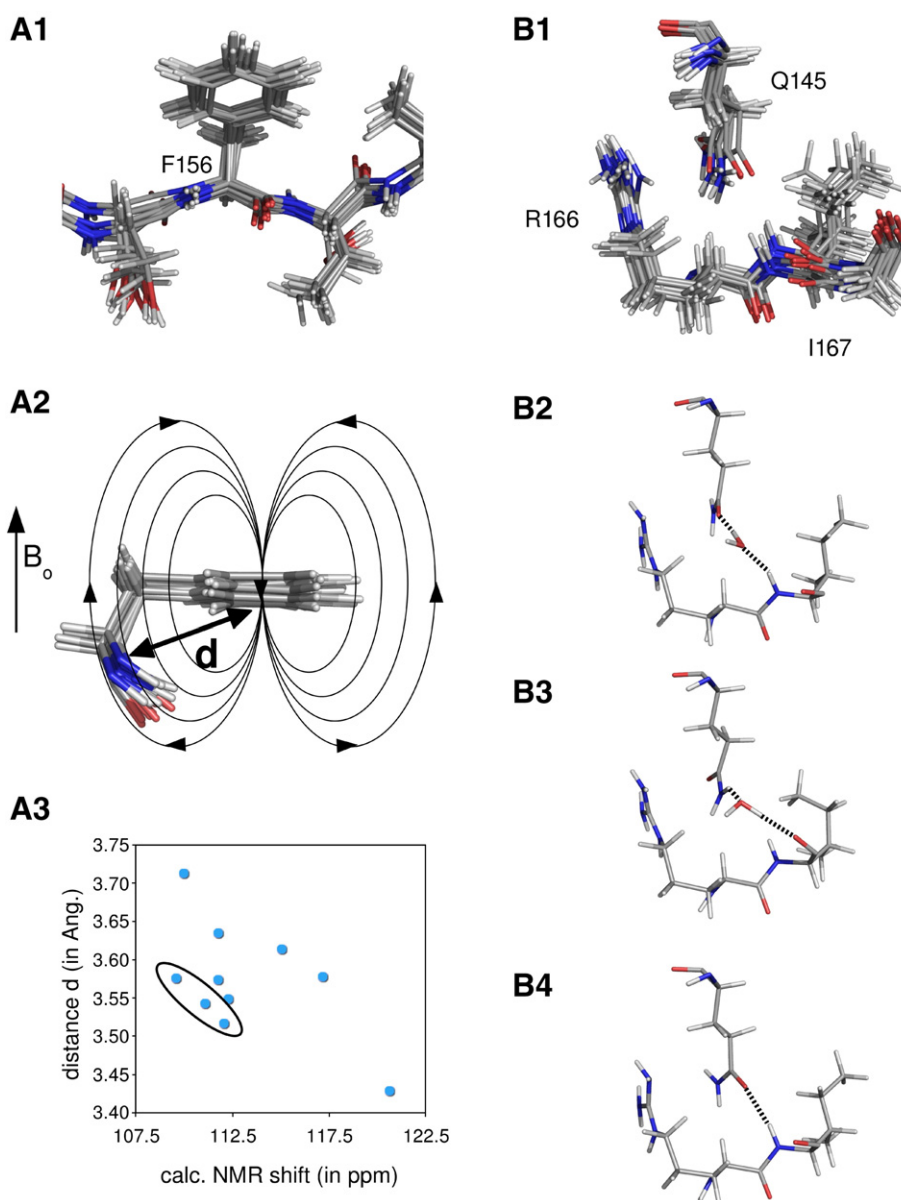 A1
F156
B1
Q145
R166
I167
A2
Bo
d
B2
B3
A3
distance d (in Ang.)
3.75
3.70
3.65
3.60
3.55
3.50
3.45
3.40
107.5 112.5 117.5 122.5
calc. NMR shift (in ppm)
B4